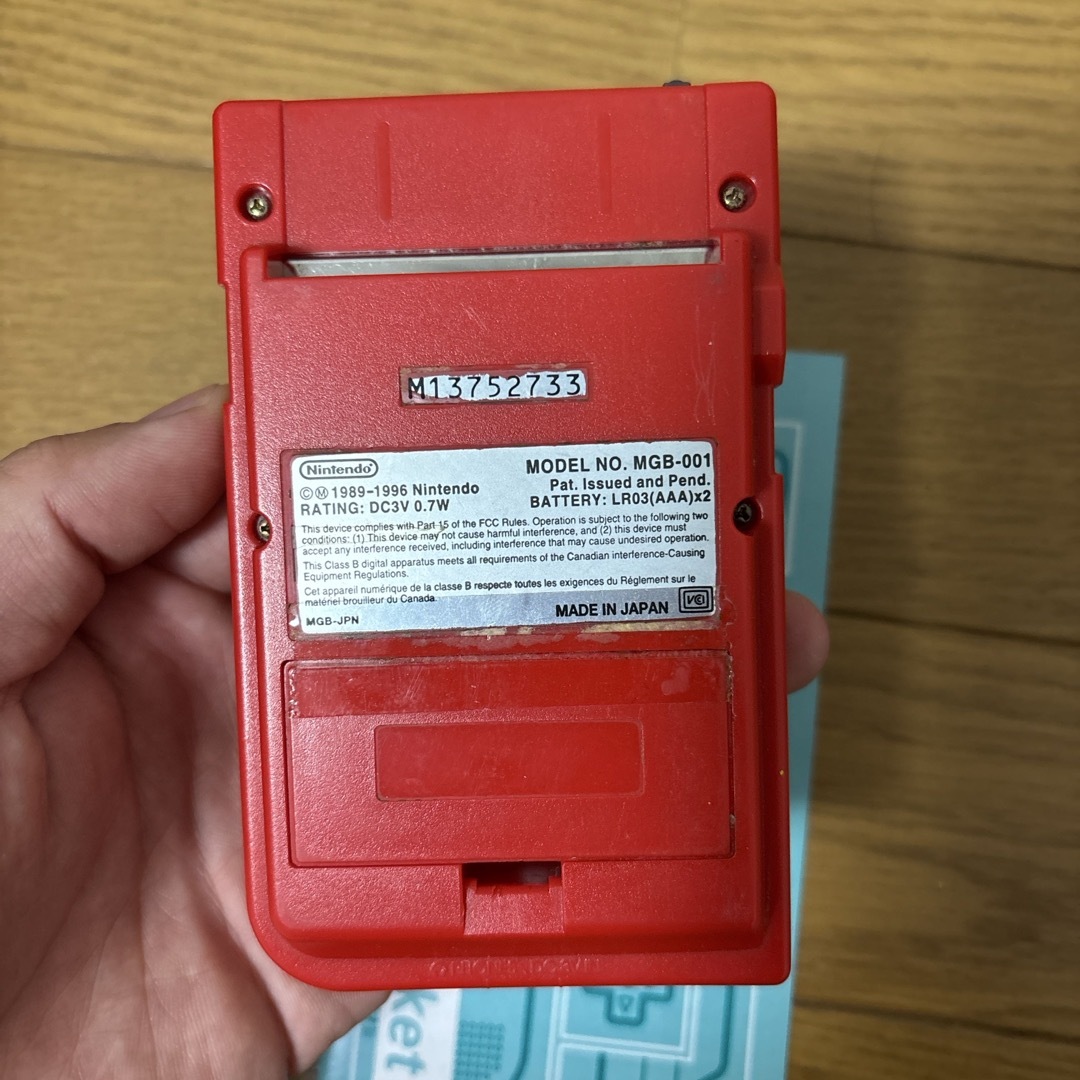 M13752733
Nintendo
MODEL NO. MGB-001
©Ⓜ 1989-1996 Nintendo
Pat. Issued and Pend.
RATING: DC3V 0.7W
BATTERY: LR03(AAA)x2
This device complies with Part 15 of the FCC Rules. Operation is subject to the following two
conditions: (1) This device may not cause harmful interference, and (2) this device must
accept any interference received, including interference that may cause undesired operation.
This Class B digital apparatus meets all requirements of the Canadian Interference-Causing
Equipment Regulations.
Cet appareil numérique de la classe B respecte toutes les exigences du Réglement sur le
matériel brouilleur du Canada.
MADE IN JAPAN
VCI
MGB-JPN
ket